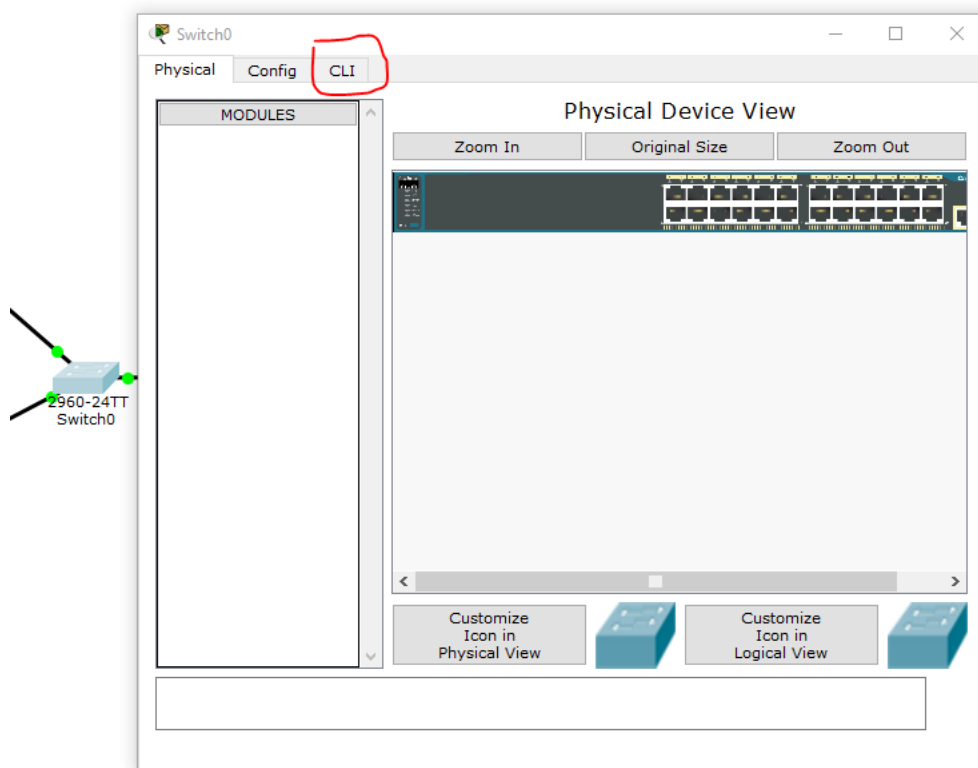 Switch0
Physical Config CLI
MODULES
Physical Device View
Zoom In Original Size Zoom Out
Customize
Icon in
Physical View
Customize
Icon in
Logical View
2960-24TT
Switch0